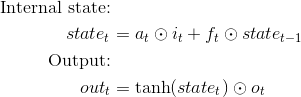 Internal state:
state_t = a_t ⊙ i_t + f_t ⊙ state_{t−1}
Output:
out_t = tanh(state_t) ⊙ o_t